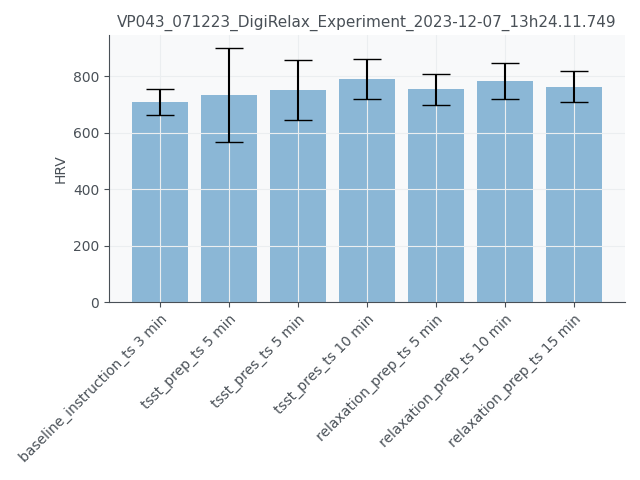 VP043_071223_DigiRelax_Experiment_2023-12-07_13h24.11.749
HRV
800
600
400
200
0
baseline_instruction_ts 3 min
tsst_prep_ts 5 min
tsst_pres_ts 5 min
tsst_pres_ts 10 min
relaxation_prep_ts 5 min
relaxation_prep_ts 10 min
relaxation_prep_ts 15 min